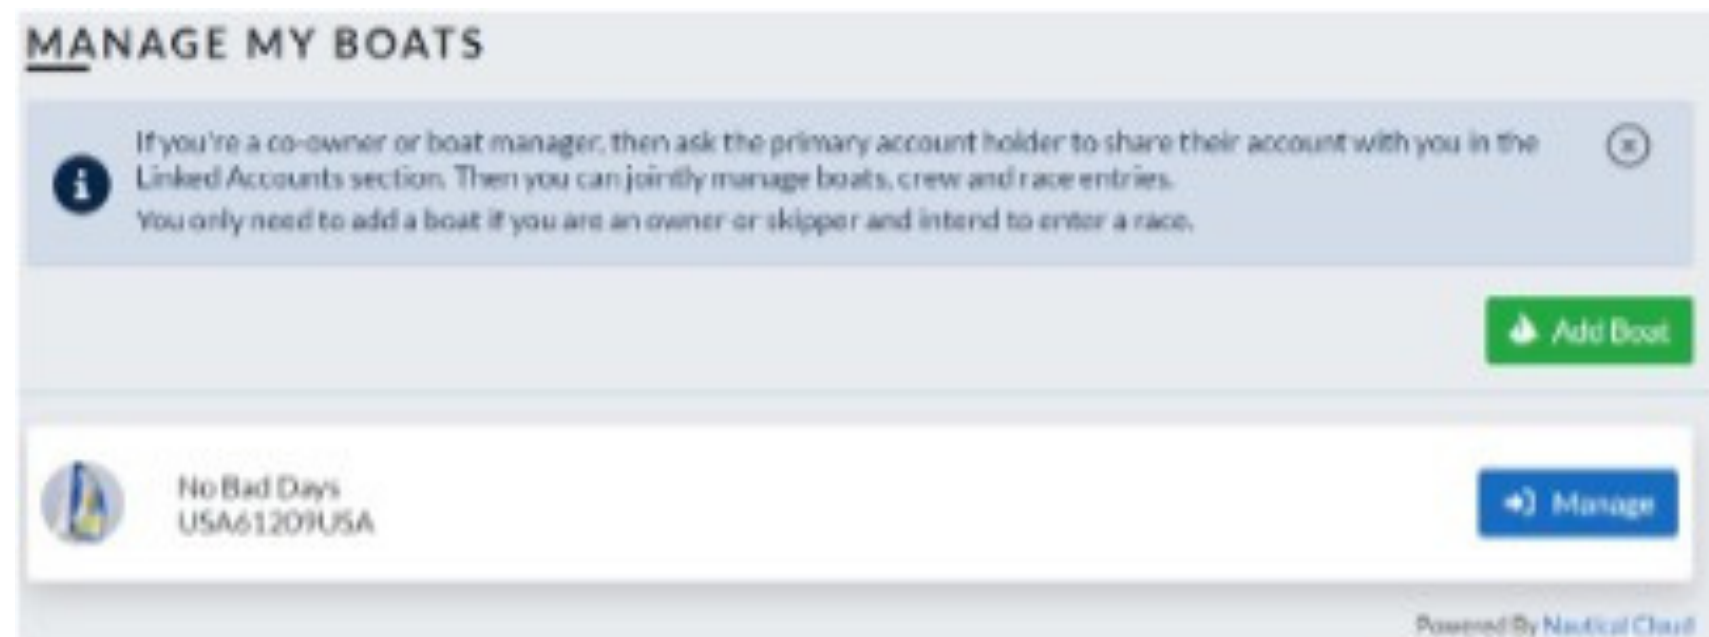 MANAGE MY BOATS
If you're a co-owner or boat manager, then ask the primary account holder to share their account with you in the
Linked Accounts section. Then you can jointly manage boats, crew and race entries.
You only need to add a boat if you are an owner or skipper and intend to enter a race.
Add Boat
No Bad Days
USA61209USA
Manage
Powered By Nautical Cloud